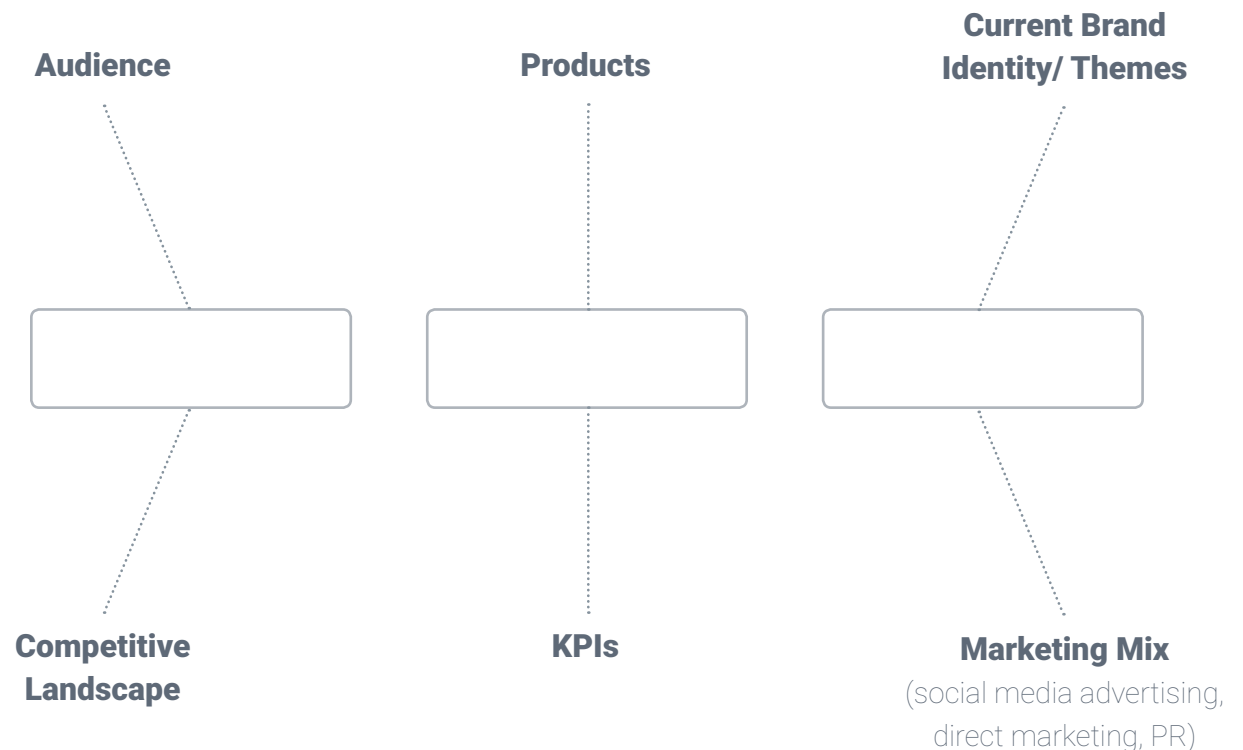 Audience
Products
Current Brand
Identity/ Themes
Competitive
Landscape
KPIs
Marketing Mix
(social media advertising,
direct marketing, PR)